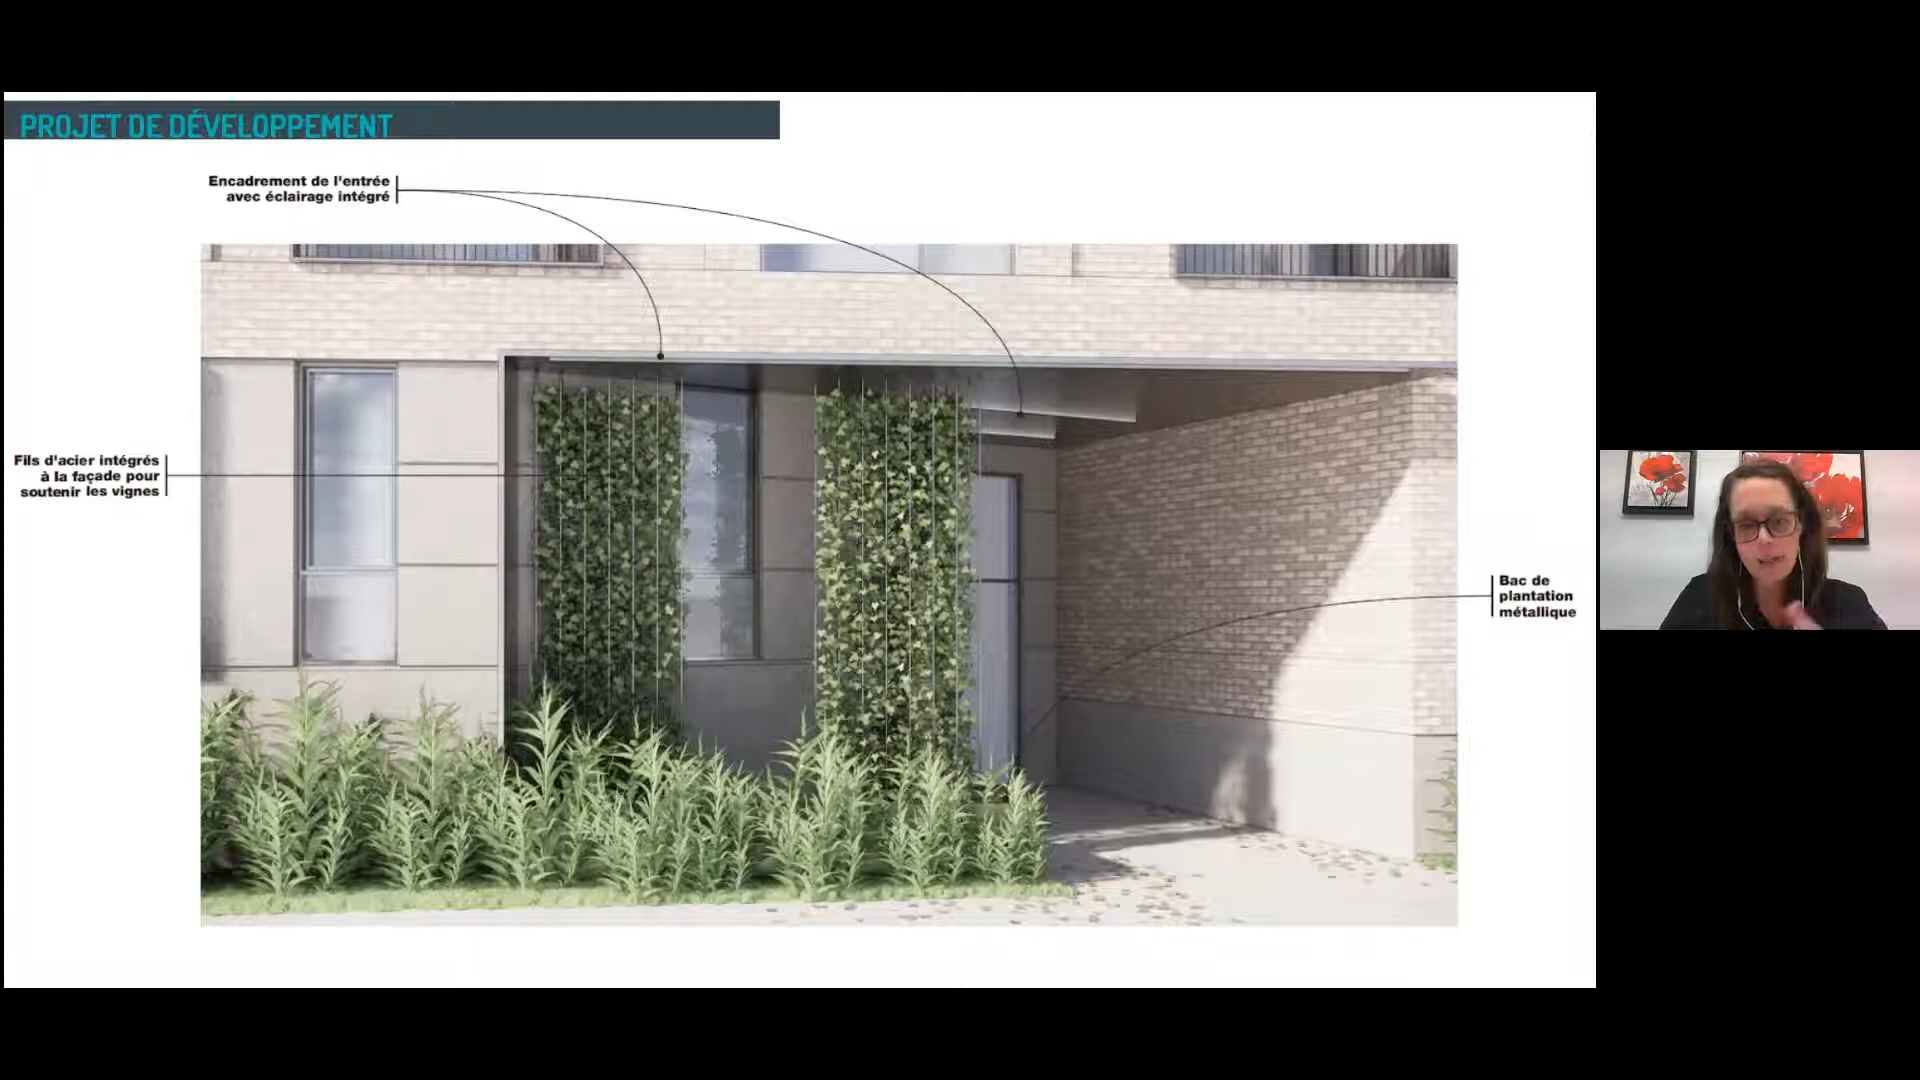 PROJET DE DÉVELOPPEMENT
Encadrement de l'entrée
avec éclairage intégré
Fils d'acier intégrés
à la façade pour
soutenir les vignes
Bac de
plantation
métallique